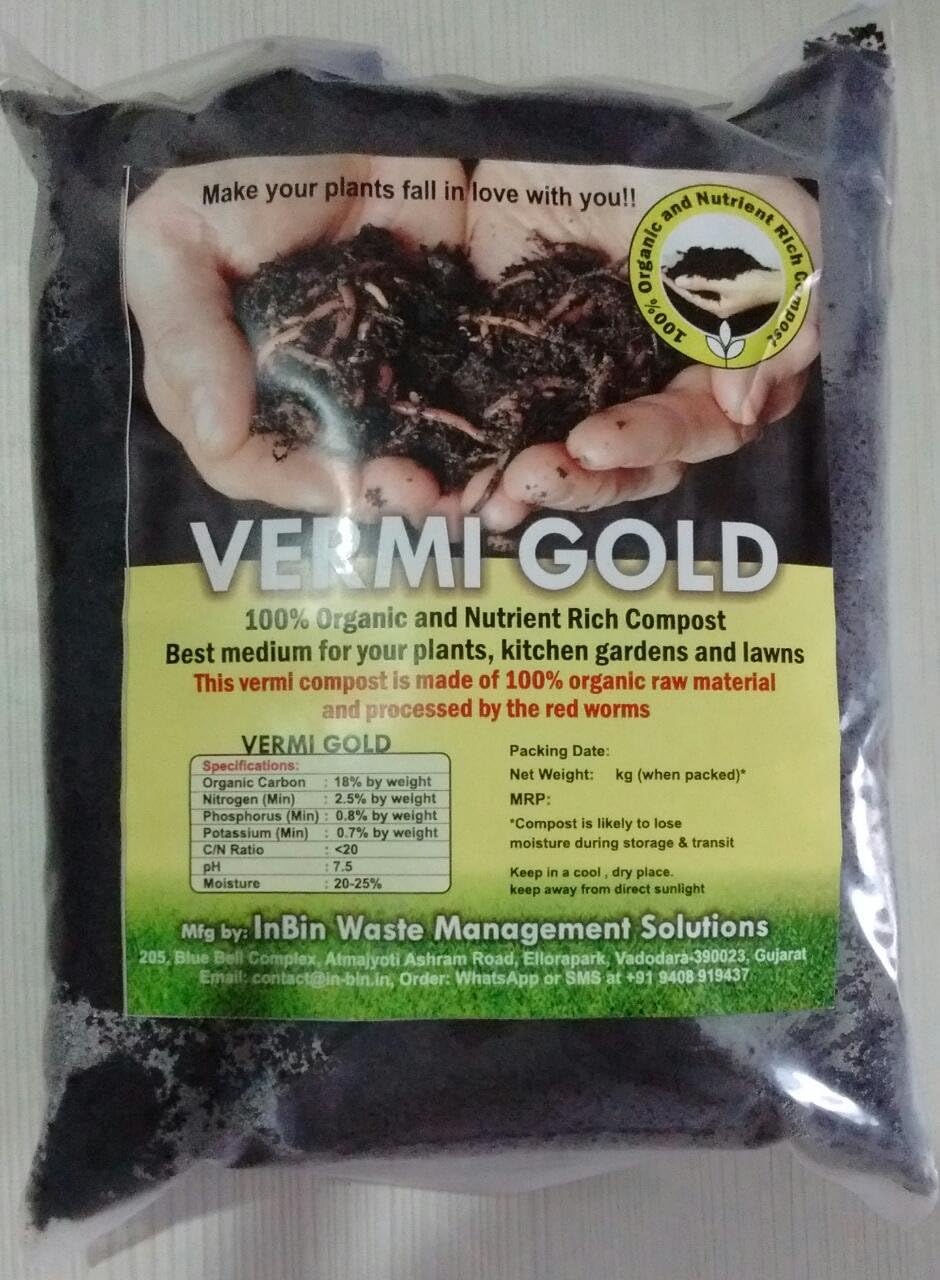 Make your plants fall in love with you!!
100% Organic and Nutrient Rich Compost
VERMI GOLD
100% Organic and Nutrient Rich Compost
Best medium for your plants, kitchen gardens and lawns
This vermi compost is made of 100% organic raw material
and processed by the red worms
VERMI GOLD
Specifications:
Organic Carbon : 18% by weight
Nitrogen (Min) : 2.5% by weight
Phosphorus (Min) : 0.8% by weight
Potassium (Min) : 0.7% by weight
C/N Ratio : <20
pH : 7.5
Moisture : 20-25%
Packing Date:
Net Weight: kg (when packed)*
MRP:
*Compost is likely to lose
moisture during storage & transit
Keep in a cool , dry place.
keep away from direct sunlight
Mfg by: InBin Waste Management Solutions
205, Blue Bell Complex, Atmajyoti Ashram Road, Ellorapark, Vadodara-390023, Gujarat
Email: contact@in-bin.in, Order: WhatsApp or SMS at +91 9408 919437